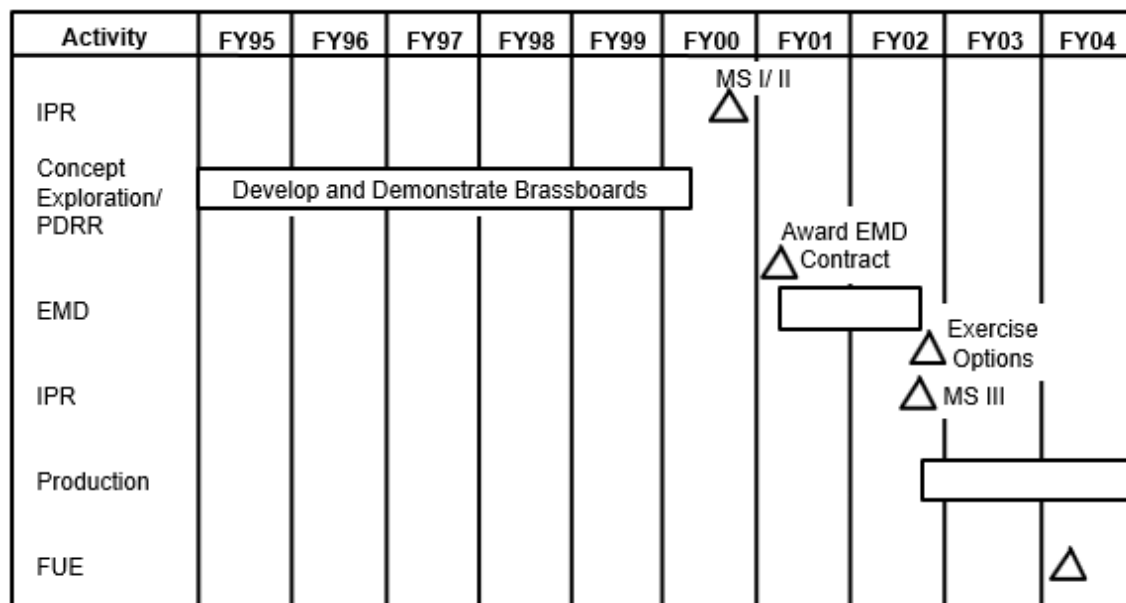 Activity FY95 FY96 FY97 FY98 FY99 FY00 FY01 FY02 FY03 FY04
MS I/ II
IPR
Concept
Exploration/
PDRR
Develop and Demonstrate Brassboards
Award EMD
Contract
EMD
Exercise
Options
IPR
MS III
Production
FUE